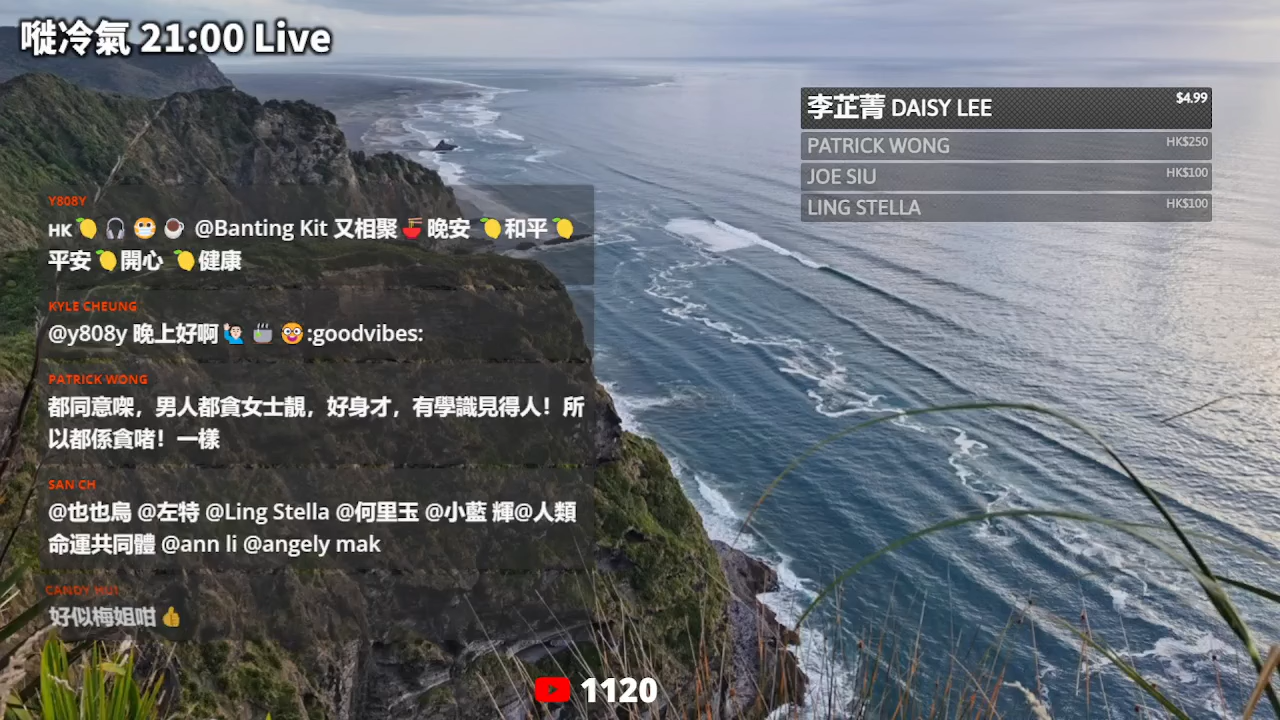 嘥冷氣 21:00 Live
李芷菁 DAISY LEE $4.99
PATRICK WONG HK$250
JOE SIU HK$100
LING STELLA HK$100
Y808Y
HK🍋 🎧 😷 ☕ @Banting Kit 又相聚🍜晚安 🍋和平🍋
平安🍋開心 🍋健康
KYLE CHEUNG
@y808y 晚上好啊🙋🏻‍♂️ 🍵 🤡:goodvibes:
PATRICK WONG
都同意㗎，男人都貪女士靚，好身才，有學識見得人！所
以都係貪啫！一樣
SAN CH
@也也鳥 @左特 @Ling Stella @何里玉 @小藍 輝@人類
命運共同體 @ann li @angely mak
CANDY HUI
好似梅姐咁👍
1120